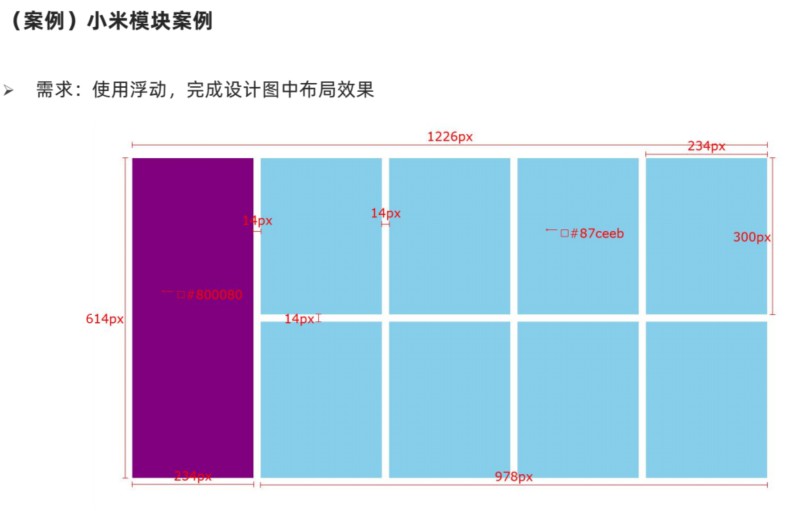 （案例）小米模块案例
➢ 需求：使用浮动，完成设计图中布局效果
1226px
234px
14px
14px
#87ceeb
300px
#800080
614px
14px
234px
978px